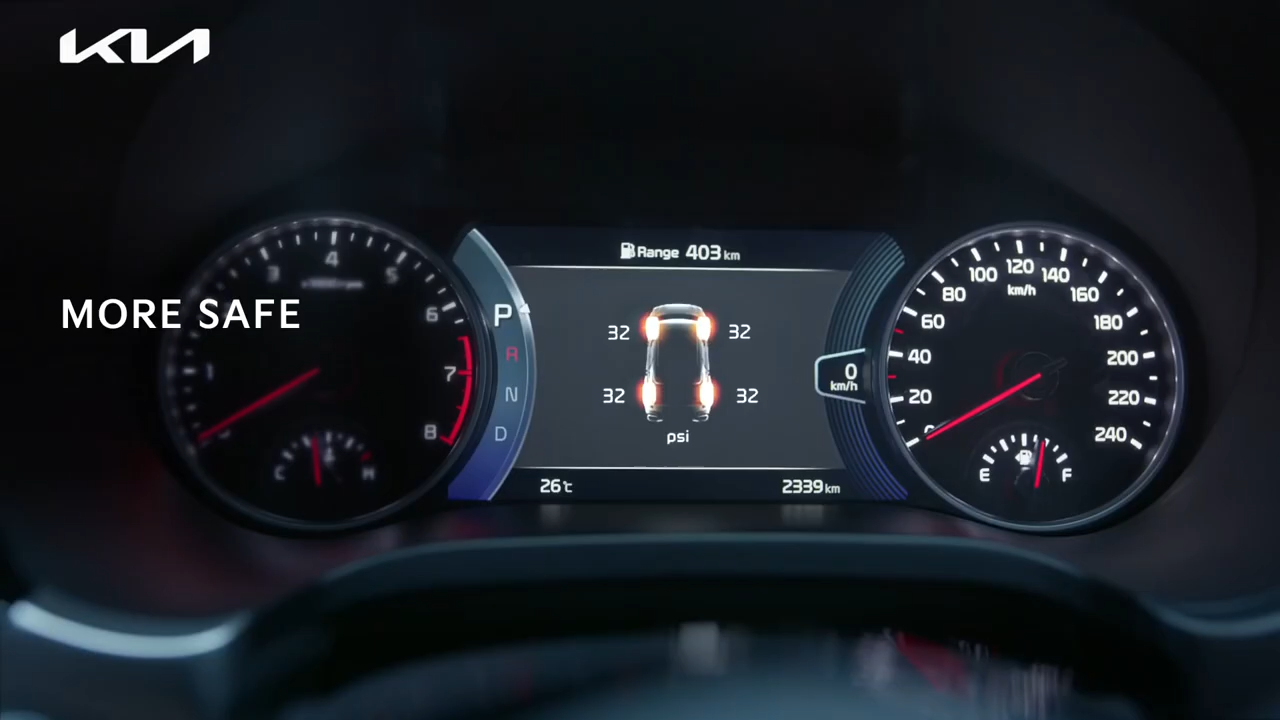 KIA
MORE SAFE
Range 403 km
32 32
32 32
psi
26℃
2339 km
P
R
N
D
0
km/h
1
3
4
5
6
7
8
C H
0
20
40
60
80
100
120
140
160
180
200
220
240
km/h
E F